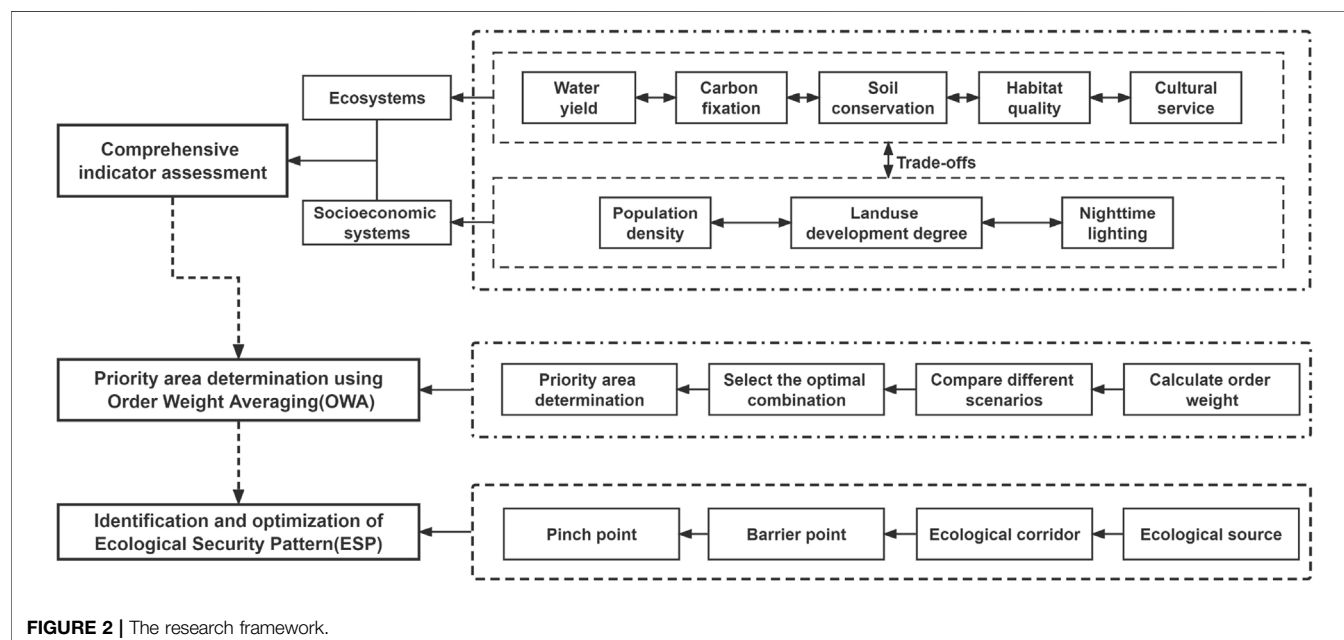 Ecosystems
Water
yield
Carbon
fixation
Soil
conservation
Habitat
quality
Cultural
service
Comprehensive
indicator assessment
Trade-offs
Socioeconomic
systems
Population
density
Landuse
development degree
Nighttime
lighting
Priority area determination using
Order Weight Averaging(OWA)
Priority area
determination
Select the optimal
combination
Compare different
scenarios
Calculate order
weight
Identification and optimization of
Ecological Security Pattern(ESP)
Pinch point
Barrier point
Ecological corridor
Ecological source
FIGURE 2 | The research framework.